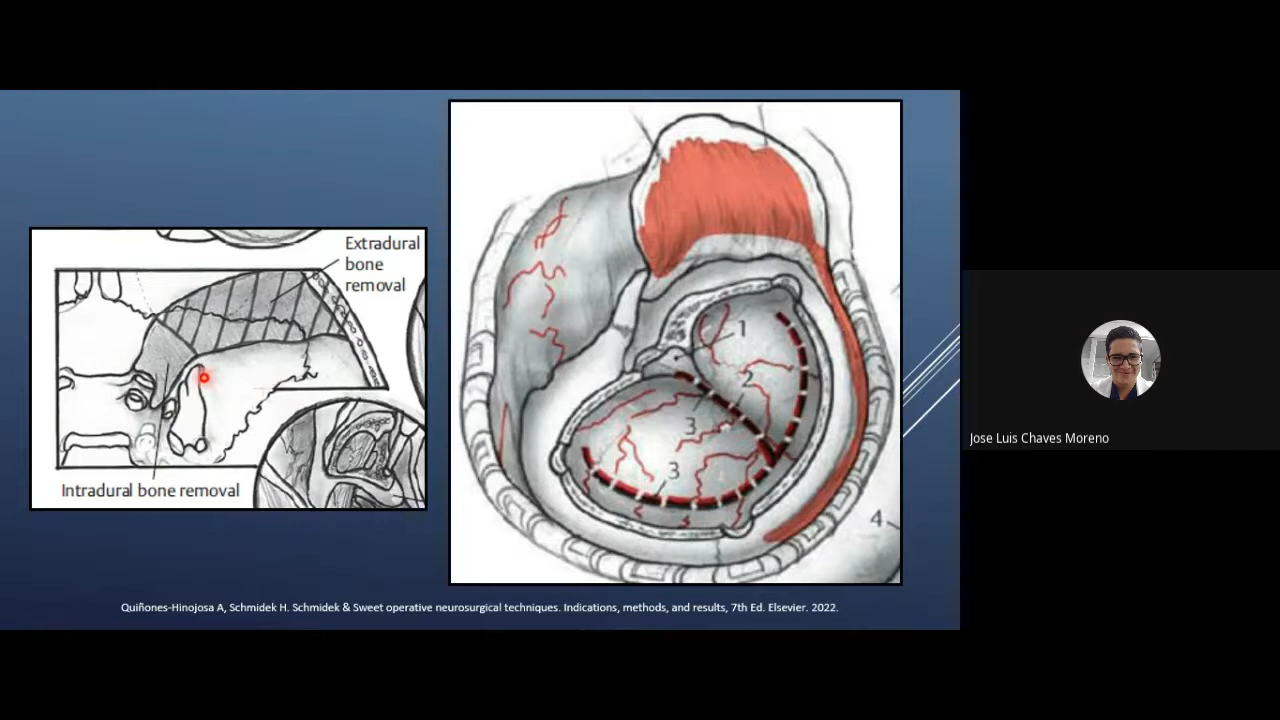 Extradural
bone
removal
Intradural bone removal
1
2
3
3
4
Quiñones-Hinojosa A, Schmidek H. Schmidek & Sweet operative neurosurgical techniques. Indications, methods, and results, 7th Ed. Elsevier. 2022.
Jose Luis Chaves Moreno